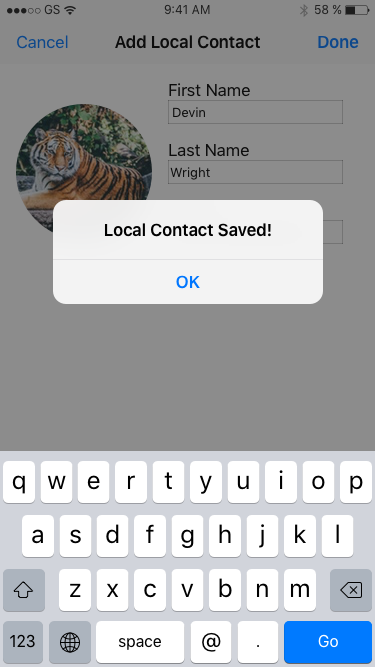 GS 9:41 AM 58 %
Cancel Add Local Contact Done
First Name
Devin
Last Name
Wright
Local Contact Saved!
OK
q w e r t y u i o p
a s d f g h j k l
z x c v b n m
123 space @ . Go